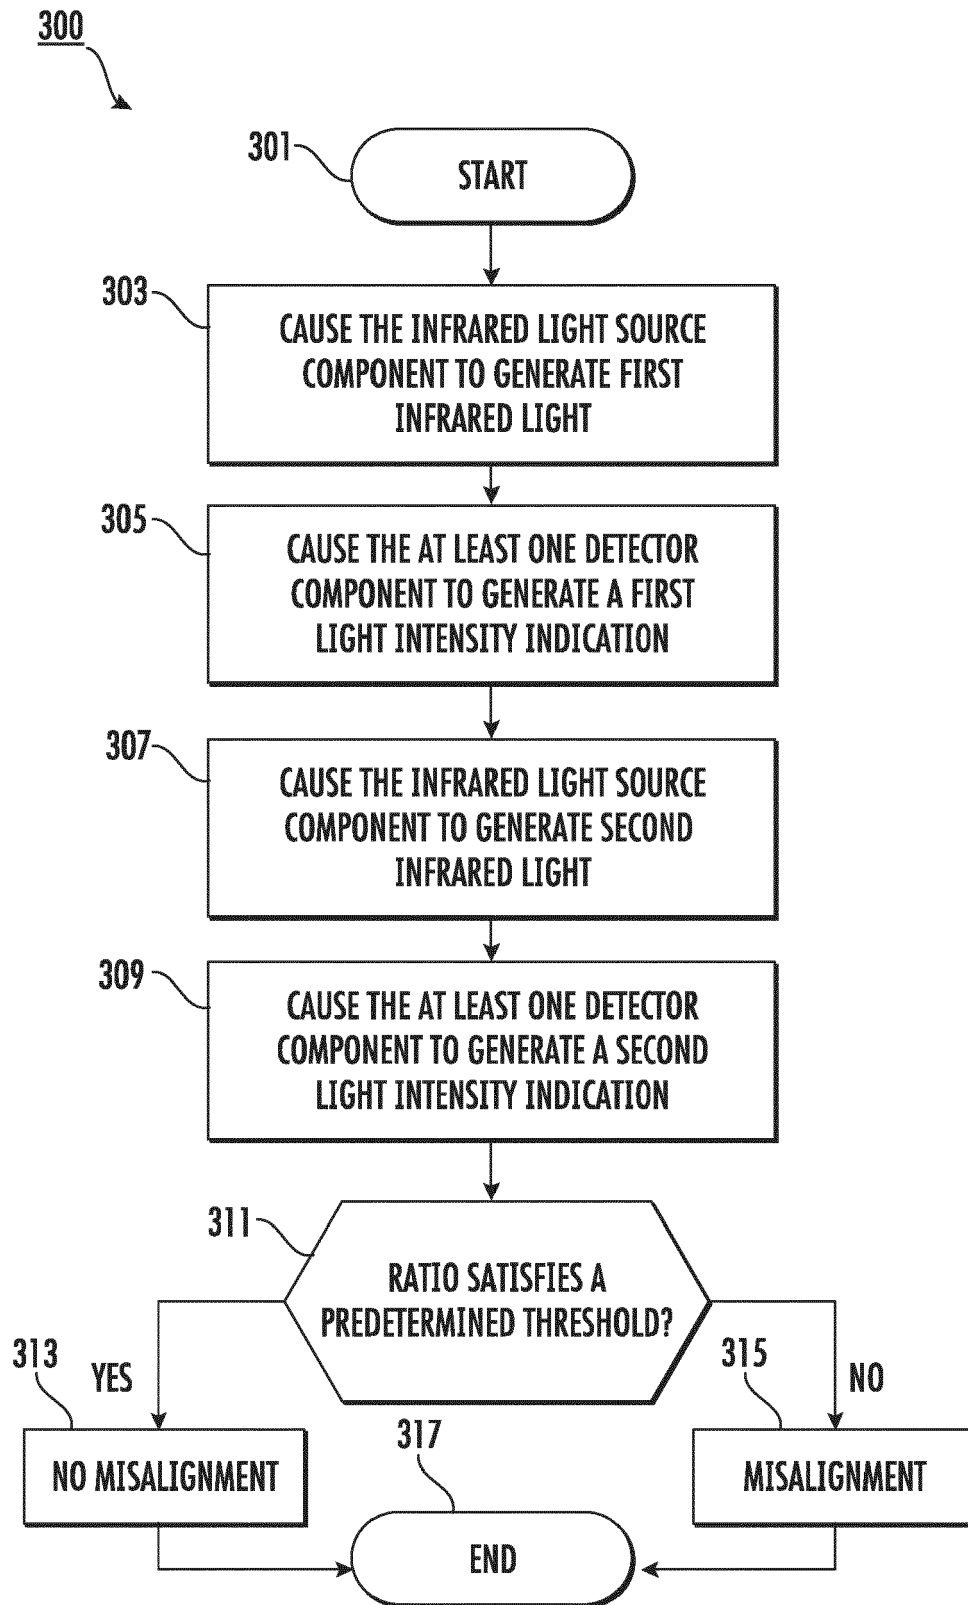 300
301
START
303
CAUSE THE INFRARED LIGHT SOURCE
COMPONENT TO GENERATE FIRST
INFRARED LIGHT
305
CAUSE THE AT LEAST ONE DETECTOR
COMPONENT TO GENERATE A FIRST
LIGHT INTENSITY INDICATION
307
CAUSE THE INFRARED LIGHT SOURCE
COMPONENT TO GENERATE SECOND
INFRARED LIGHT
309
CAUSE THE AT LEAST ONE DETECTOR
COMPONENT TO GENERATE A SECOND
LIGHT INTENSITY INDICATION
311
RATIO SATISFIES A
PREDETERMINED THRESHOLD?
313
YES
315
NO
NO MISALIGNMENT
317
MISALIGNMENT
END